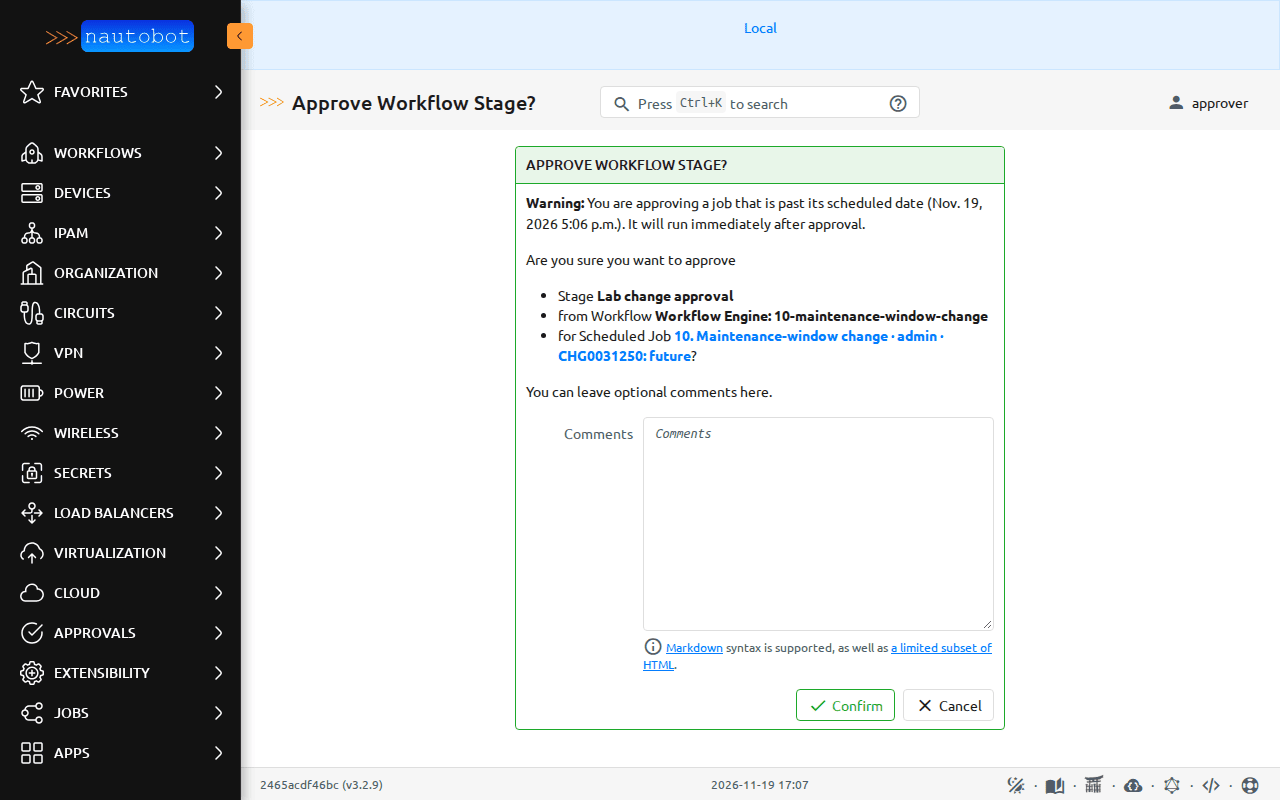 nautobot
Local
Approve Workflow Stage?
Press Ctrl+K to search
approver
FAVORITES
WORKFLOWS
DEVICES
IPAM
ORGANIZATION
CIRCUITS
VPN
POWER
WIRELESS
SECRETS
LOAD BALANCERS
VIRTUALIZATION
CLOUD
APPROVALS
EXTENSIBILITY
JOBS
APPS
APPROVE WORKFLOW STAGE?
Warning: You are approving a job that is past its scheduled date (Nov. 19,
2026 5:06 p.m.). It will run immediately after approval.
Are you sure you want to approve
• Stage Lab change approval
• from Workflow Workflow Engine: 10-maintenance-window-change
• for Scheduled Job 10. Maintenance-window change · admin ·
CHG0031250: future?
You can leave optional comments here.
Comments
Comments
Markdown syntax is supported, as well as a limited subset of
HTML.
Confirm
Cancel
2465acdf46bc (v3.2.9)
2026-11-19 17:07